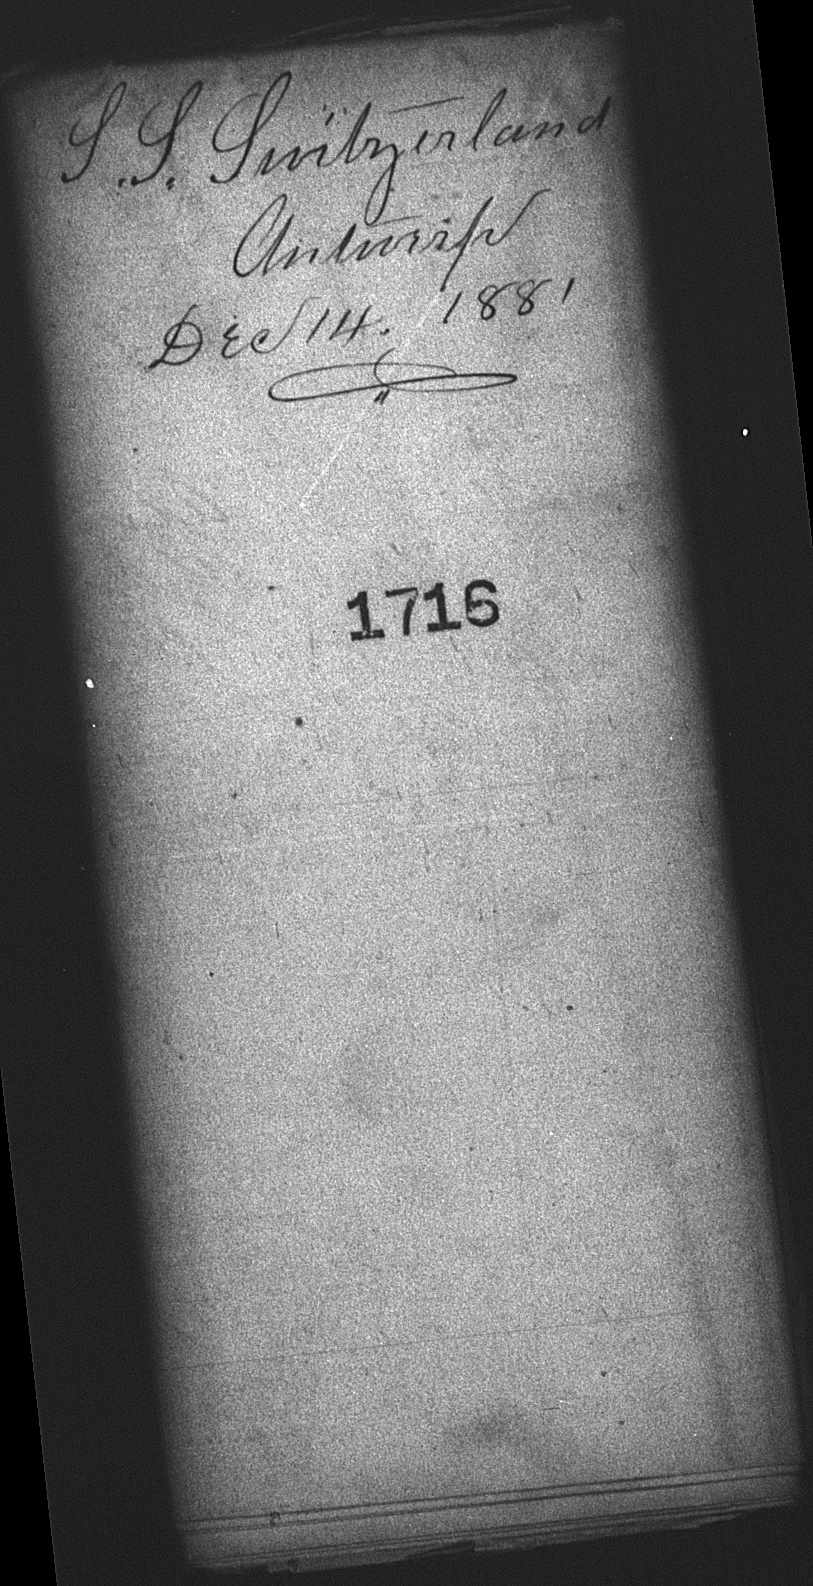 S.S. Switzerland
Antwerp
Dec 14. 1881
1716